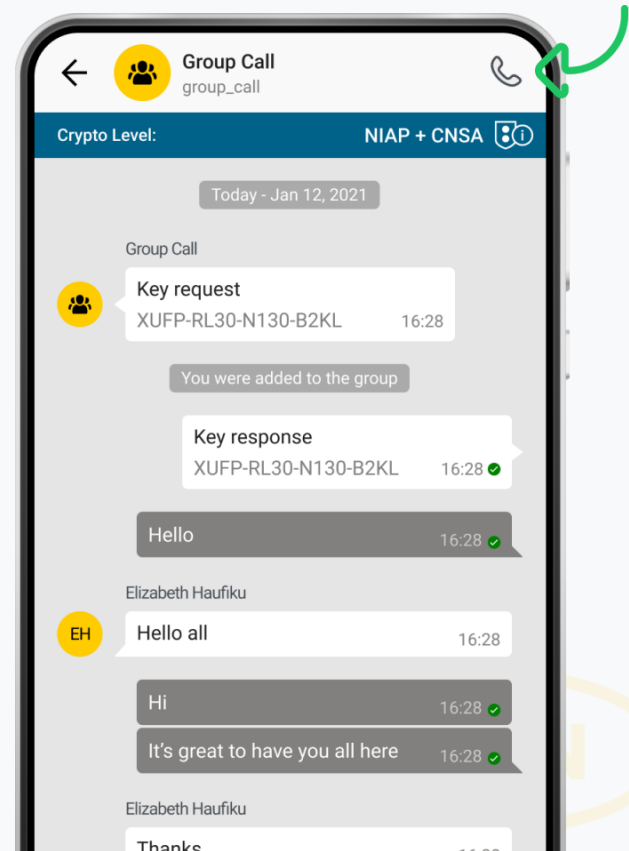 Group Call
group_call
Crypto Level: NIAP + CNSA
Today - Jan 12, 2021
Group Call
Key request
XUFP-RL30-N130-B2KL 16:28
You were added to the group
Key response
XUFP-RL30-N130-B2KL 16:28
Hello 16:28
Elizabeth Haufiku
EH Hello all 16:28
Hi 16:28
It's great to have you all here 16:28
Elizabeth Haufiku
Thanks